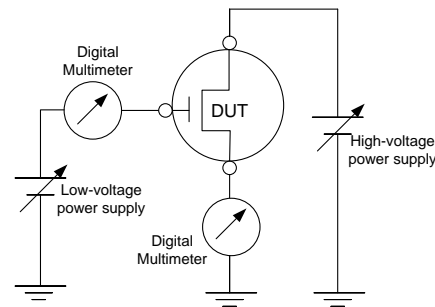 Digital
Multimeter
DUT
High-voltage
power supply
Low-voltage
power supply
Digital
Multimeter